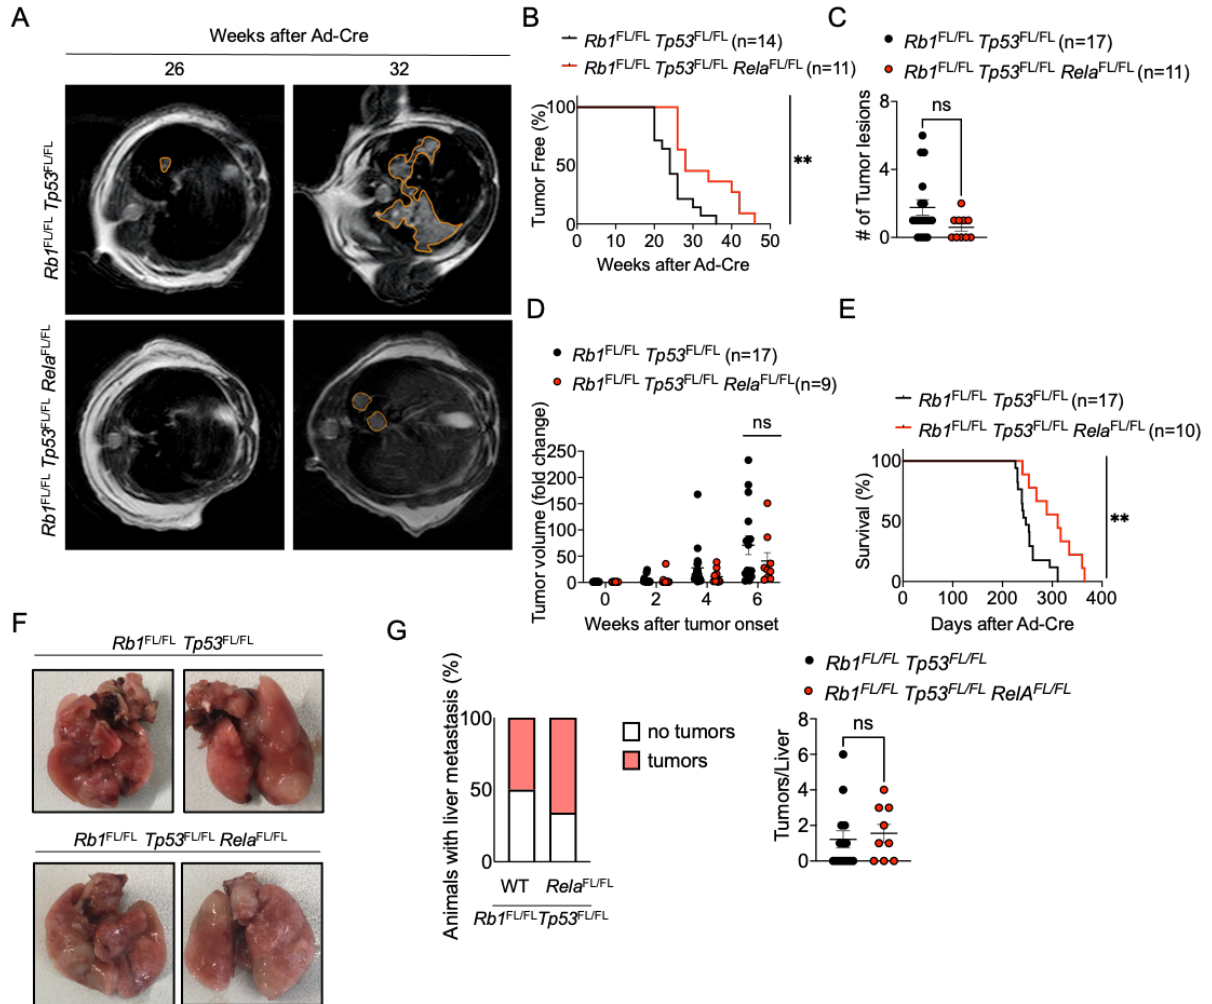 A
Weeks after Ad-Cre
26 32
Rb1FL/FL Tp53FL/FL
Rb1FL/FL Tp53FL/FL RelaFL/FL
B
Rb1FL/FL Tp53FL/FL (n=14)
Rb1FL/FL Tp53FL/FL RelaFL/FL (n=11)
Tumor Free (%)
100
50
0
**
0 10 20 30 40 50
Weeks after Ad-Cre
C
Rb1FL/FL Tp53FL/FL (n=17)
Rb1FL/FL Tp53FL/FL RelaFL/FL (n=11)
# of Tumor lesions
8
4
0
ns
D
Rb1FL/FL Tp53FL/FL (n=17)
Rb1FL/FL Tp53FL/FL RelaFL/FL(n=9)
Tumor volume (fold change)
250
200
150
100
50
0
ns
0 2 4 6
Weeks after tumor onset
E
Rb1FL/FL Tp53FL/FL (n=17)
Rb1FL/FL Tp53FL/FL RelaFL/FL (n=10)
Survival (%)
100
50
0
**
0 100 200 300 400
Days after Ad-Cre
F
Rb1FL/FL Tp53FL/FL
Rb1FL/FL Tp53FL/FL RelaFL/FL
G
Animals with liver metastasis (%)
100
50
0
no tumors
tumors
WT RelaFL/FL
Rb1FL/FL Tp53FL/FL
Rb1FL/FL Tp53FL/FL
Rb1FL/FL Tp53FL/FL RelAFL/FL
Tumors/Liver
8
6
4
2
0
ns